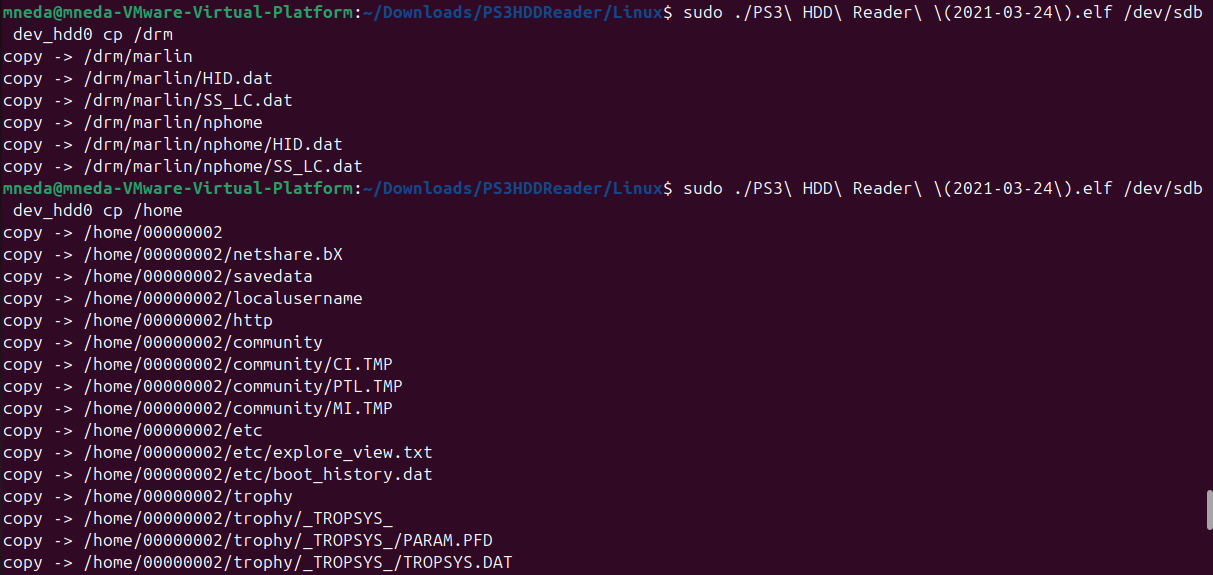 mneda@mneda-VMware-Virtual-Platform:~/Downloads/PS3HDDReader/Linux$ sudo ./PS3\ HDD\ Reader\ \(2021-03-24\).elf /dev/sdb
 dev_hdd0 cp /drm
copy -> /drm/marlin
copy -> /drm/marlin/HID.dat
copy -> /drm/marlin/SS_LC.dat
copy -> /drm/marlin/nphome
copy -> /drm/marlin/nphome/HID.dat
copy -> /drm/marlin/nphome/SS_LC.dat
mneda@mneda-VMware-Virtual-Platform:~/Downloads/PS3HDDReader/Linux$ sudo ./PS3\ HDD\ Reader\ \(2021-03-24\).elf /dev/sdb
 dev_hdd0 cp /home
copy -> /home/00000002
copy -> /home/00000002/netshare.bX
copy -> /home/00000002/savedata
copy -> /home/00000002/localusername
copy -> /home/00000002/http
copy -> /home/00000002/community
copy -> /home/00000002/community/CI.TMP
copy -> /home/00000002/community/PTL.TMP
copy -> /home/00000002/community/MI.TMP
copy -> /home/00000002/etc
copy -> /home/00000002/etc/explore_view.txt
copy -> /home/00000002/etc/boot_history.dat
copy -> /home/00000002/trophy
copy -> /home/00000002/trophy/_TROPSYS_
copy -> /home/00000002/trophy/_TROPSYS_/PARAM.PFD
copy -> /home/00000002/trophy/_TROPSYS_/TROPSYS.DAT